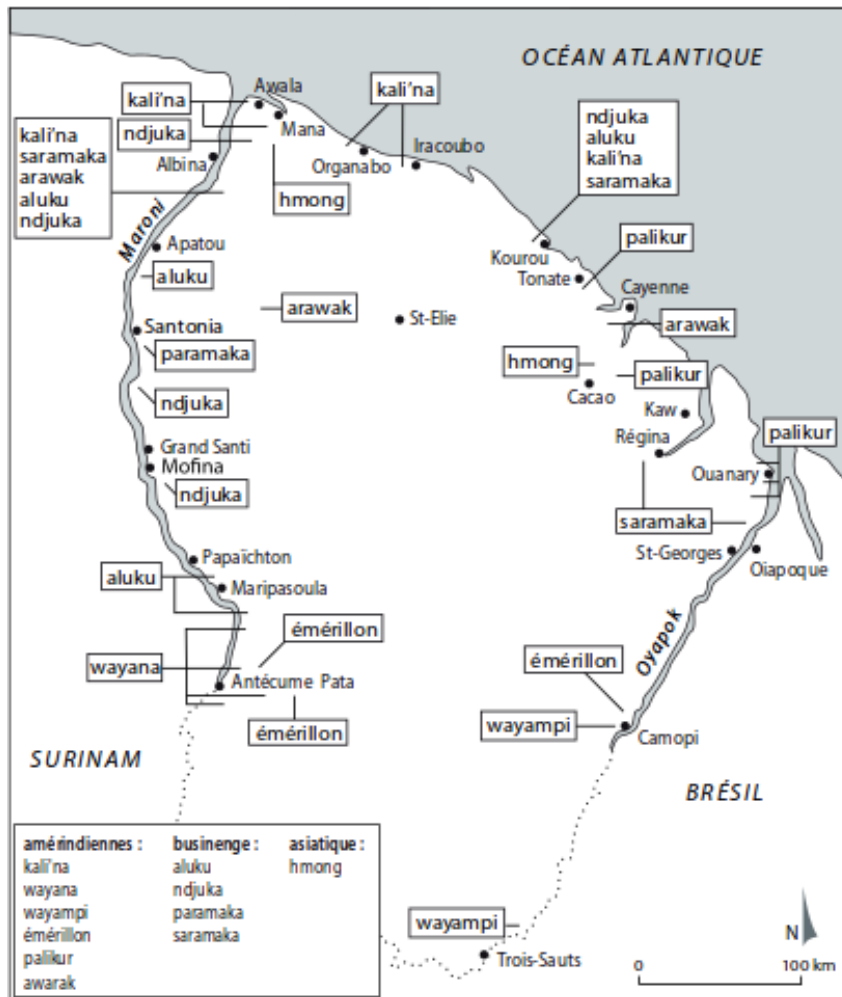 OCÉAN ATLANTIQUE
Awala
kali'na
kali'na
Mana
ndjuka
aluku
kali'na
saramaka
ndjuka
kali'na
saramaka
arawak
aluku
ndjuka
Albina
Organabo
Iracoubo
hmong
Maroni
Apatou
Kourou
palikur
Tonate
aluku
Cayenne
arawak
St-Elie
arawak
Santonia
paramaka
hmong
palikur
Cacao
ndjuka
Kaw
Régina
palikur
Grand Santi
Mofina
Ouanary
ndjuka
saramaka
St-Georges
Oiapoque
Papaïchton
aluku
Maripasoula
émérillon
Oyapok
émérillon
wayana
Antécume Pata
émérillon
wayampi
Camopi
SURINAM
BRÉSIL
amérindiennes : businenge : asiatique :
kali'na aluku hmong
wayana ndjuka
wayampi paramaka
émérillon saramaka
palikur
awarak
wayampi
Trois-Sauts
N
0 100 km